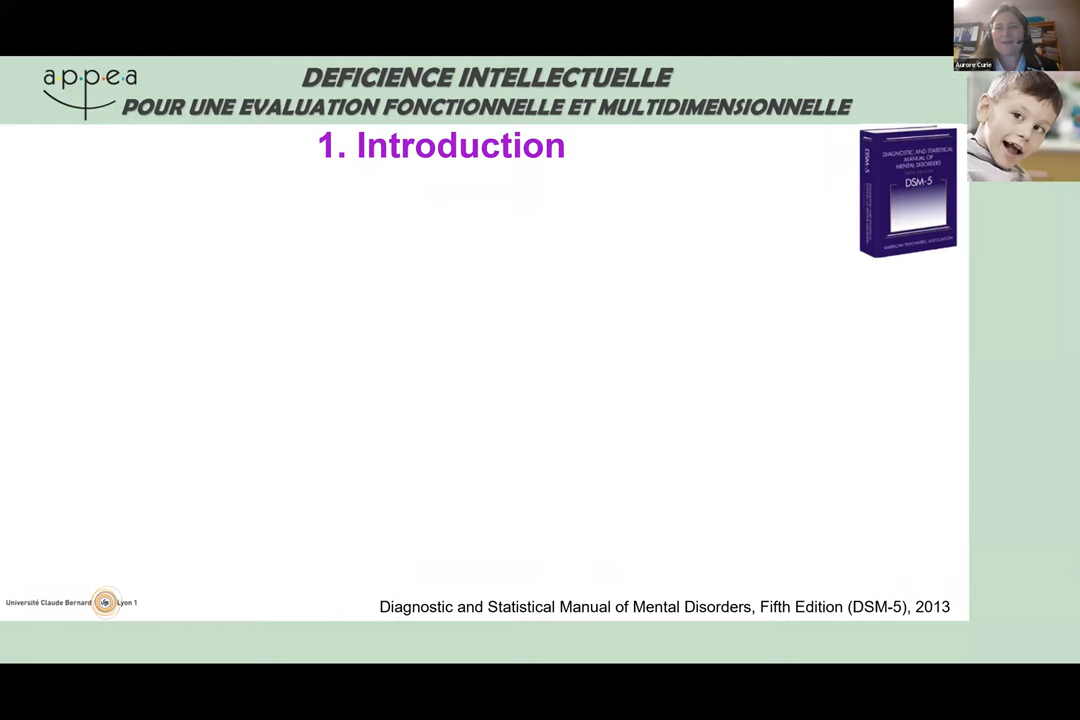 appea
DEFICIENCE INTELLECTUELLE
POUR UNE EVALUATION FONCTIONNELLE ET MULTIDIMENSIONNELLE
Aurore Curie
1. Introduction
DIAGNOSTIC AND STATISTICAL
MANUAL OF
MENTAL DISORDERS
DSM-5
AMERICAN PSYCHIATRIC ASSOCIATION
DSM-5
Université Claude Bernard Lyon 1
Diagnostic and Statistical Manual of Mental Disorders, Fifth Edition (DSM-5), 2013